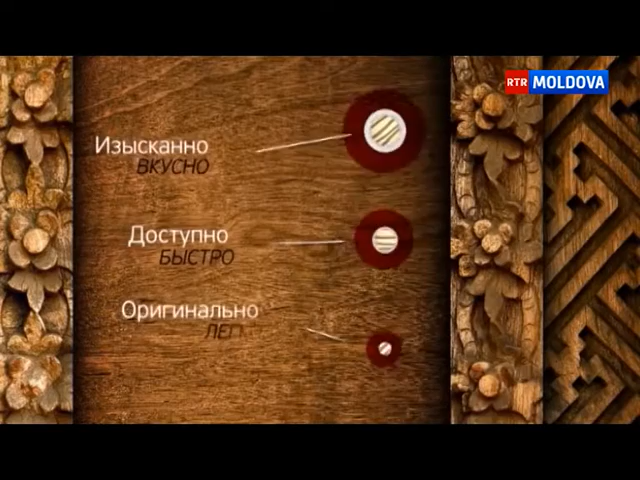 RTR MOLDOVA
Изысканно
ВКУСНО
Доступно
БЫСТРО
Оригинально